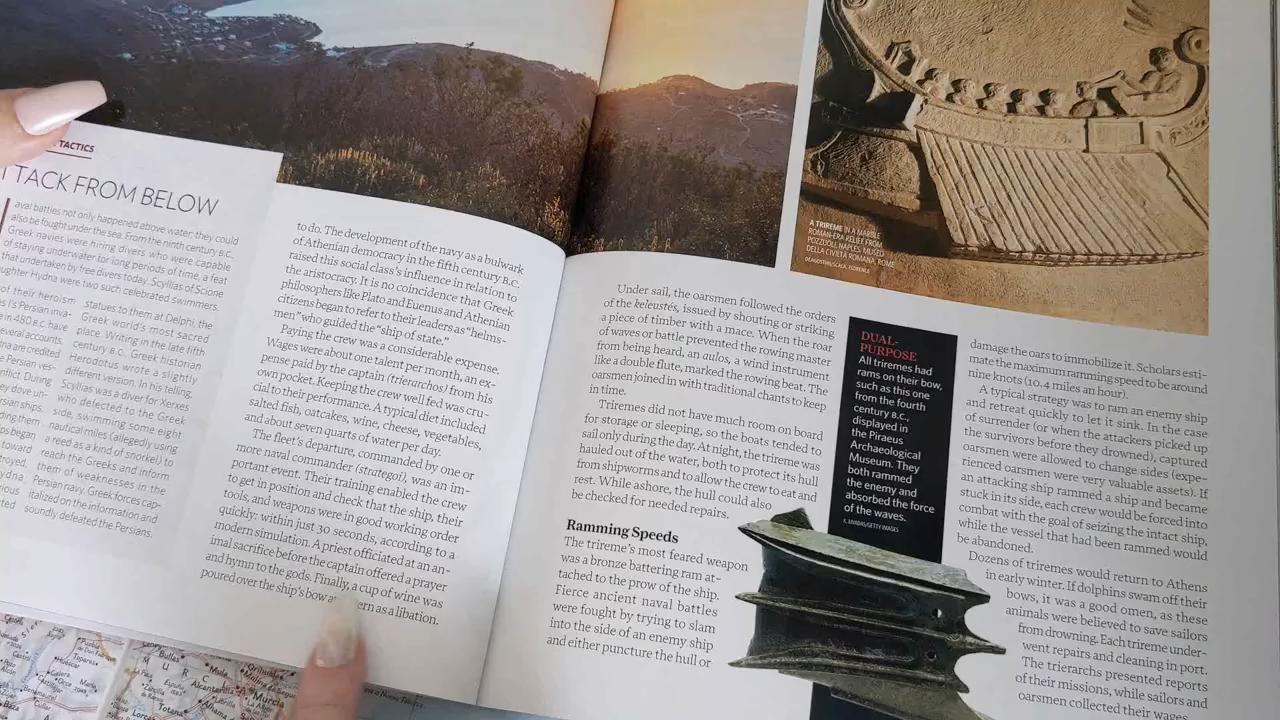 TACTICS
TACK FROM BELOW
aval battles not only happened above water; they could
also be fought under the sea. From the ninth century B.C.
Greek navies were hiring divers, who were capable
of staying underwater for long periods of time, a feat
that undertaken by free divers today. Scyllias of Scione
ughter Hydna were two such celebrated swimmers.
of their heroism
s's Persian inva-
e in 480 B.C. have
everal accounts.
na are credited
e Persian ves-
nflict. During
ey dove un-
rsian ships.
ding them
os began
toward
troyed.
rious
ted
statues to them at Delphi, the
Greek world's most sacred
place. Writing in the fifth
century B.C., Greek historian
Herodotus wrote a slightly
different version. In his telling,
Scyllias was a diver for Xerxes
who defected to the Greek
side, swimming some eight
nautical miles (allegedly using
a reed as a kind of snorkel) to
reach the Greeks and inform
them of weaknesses in the
Persian navy. Greek forces cap-
italized on the information and
soundly defeated the Persians.
to do. The development of the navy as a bulwark
of Athenian democracy in the fifth century B.C.
raised this social class's influence in relation to
the aristocracy. It is no coincidence that Greek
philosophers like Plato and Euenus and Athenian
citizens began to refer to their leaders as "helms-
men" who guided the "ship of state."
Paying the crew was a considerable expense.
Wages were about one talent per month, an ex-
pense paid by the captain (trierarch) from his
own pocket. Keeping the crew well fed was cru-
cial to their performance. A typical diet included
salted fish, oatcakes, wine, cheese, vegetables,
and about seven quarts of water per day.
The fleet's departure, commanded by one or
more naval commander (strategoi), was an im-
portant event. Their training enabled the crew
to get in position and check that the ship, their
tools, and weapons were in good working order
quickly: within just 30 seconds, according to a
modern simulation. A priest officiated at an an-
imal sacrifice before the captain offered a prayer
and hymn to the gods. Finally, a cup of wine was
poured over the ship's bow as a libation.
Under sail, the oarsmen followed the orders
of the keleustés, issued by shouting or striking
a piece of timber with a mace. When the roar
of waves or battle prevented the rowing master
from being heard, an aulos, a wind instrument
like a double flute, marked the rowing beat. The
oarsmen joined in with traditional chants to keep
in time.
Triremes did not have much room on board
for storage or sleeping, so the boats tended to
sail only during the day. At night, the trireme was
hauled out of the water, both to protect its hull
from shipworms and to allow the crew to eat and
rest. While ashore, the hull could also
be checked for needed repairs.
Ramming Speeds
The trireme's most feared weapon
was a bronze battering ram at-
tached to the prow of the ship.
Fierce ancient naval battles
were fought by trying to slam
into the side of an enemy ship
and either puncture the hull or
A TRIREME IN A MARBLE
ROMAN-ERA RELIEF FROM
POZZUOLI, NAPLES. MUSEO
DELLA CIVILTÀ ROMANA, ROME
DEAGOSTINI/SCALA, FLORENCE
DUAL-
PURPOSE
All triremes had
rams on their bow,
such as this one
from the fourth
century B.C.,
displayed in
the Piraeus
Archaeological
Museum. They
both rammed
the enemy and
absorbed the force
of the waves.
damage the oars to immobilize it. Scholars esti-
mate the maximum ramming speed to be around
nine knots (10.4 miles an hour).
A typical strategy was to ram an enemy ship
and retreat quickly to let it sink. In the case
of surrender (or when the attackers picked up
the survivors before they drowned), captured
oarsmen were allowed to change sides (expe-
rienced oarsmen were very valuable assets). If
an attacking ship rammed a ship and became
stuck in its side, each crew would be forced into
combat with the goal of seizing the intact ship,
while the vessel that had been rammed would
be abandoned.
Dozens of triremes would return to Athens
in early winter. If dolphins swam off their
bows, it was a good omen, as these
animals were believed to save sailors
from drowning. Each trireme under-
went repairs and cleaning in port.
The trierarchs presented reports
of their missions, while sailors and
oarsmen collected their wages.
Murcia
Totana
Alcantarilla
Lorca